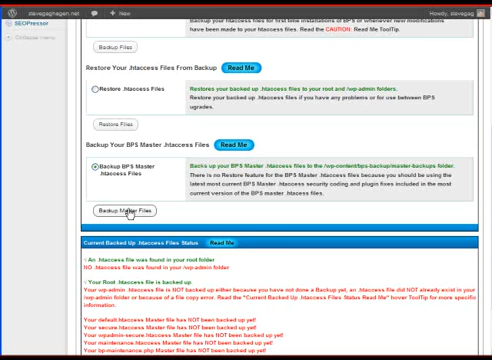 stevegaghagen.net + New Howdy, stevegag
SEOPressor
Collapse menu
Backup your .htaccess files for first time installations of BPS or whenever new modifications
have been made to your .htaccess files. Read the CAUTION: Read Me ToolTip.
Backup Files
Restore Your .htaccess Files From Backup Read Me
Restore .htaccess Files
Restores your backed up .htaccess files to your root and /wp-admin folders.
Restore your backed up .htaccess files if you have any problems or for use between BPS
ugrades.
Restore Files
Backup Your BPS Master .htaccess Files Read Me
Backup BPS Master
.htaccess Files
Backs up your BPS Master .htaccess files to the /wp-content/bps-backup/master-backups folder.
There is no Restore feature for the BPS Master .htaccess files because you should be using the
latest most current BPS Master .htaccess security coding and plugin fixes included in the most
current version of the BPS master .htaccess files.
Backup Master Files
Current Backed Up .htaccess Files Status Read Me
√ An .htaccess file was found in your root folder
NO .htaccess file was found in your /wp-admin folder
√ Your Root .htaccess file is backed up.
Your wp-admin .htaccess file is NOT backed up either because you have not done a Backup yet, an .htaccess file did NOT already exist in your
/wp-admin folder or because of a file copy error. Read the "Current Backed Up .htaccess Files Status Read Me" hover ToolTip for more specific
information.
Your default.htaccess Master file has NOT been backed up yet!
Your secure.htaccess Master file has NOT been backed up yet!
Your wpadmin-secure.htaccess Master file has NOT been backed up yet!
Your maintenance.htaccess Master file has NOT been backed up yet!
Your bp-maintenance.php Master file has NOT been backed up yet!